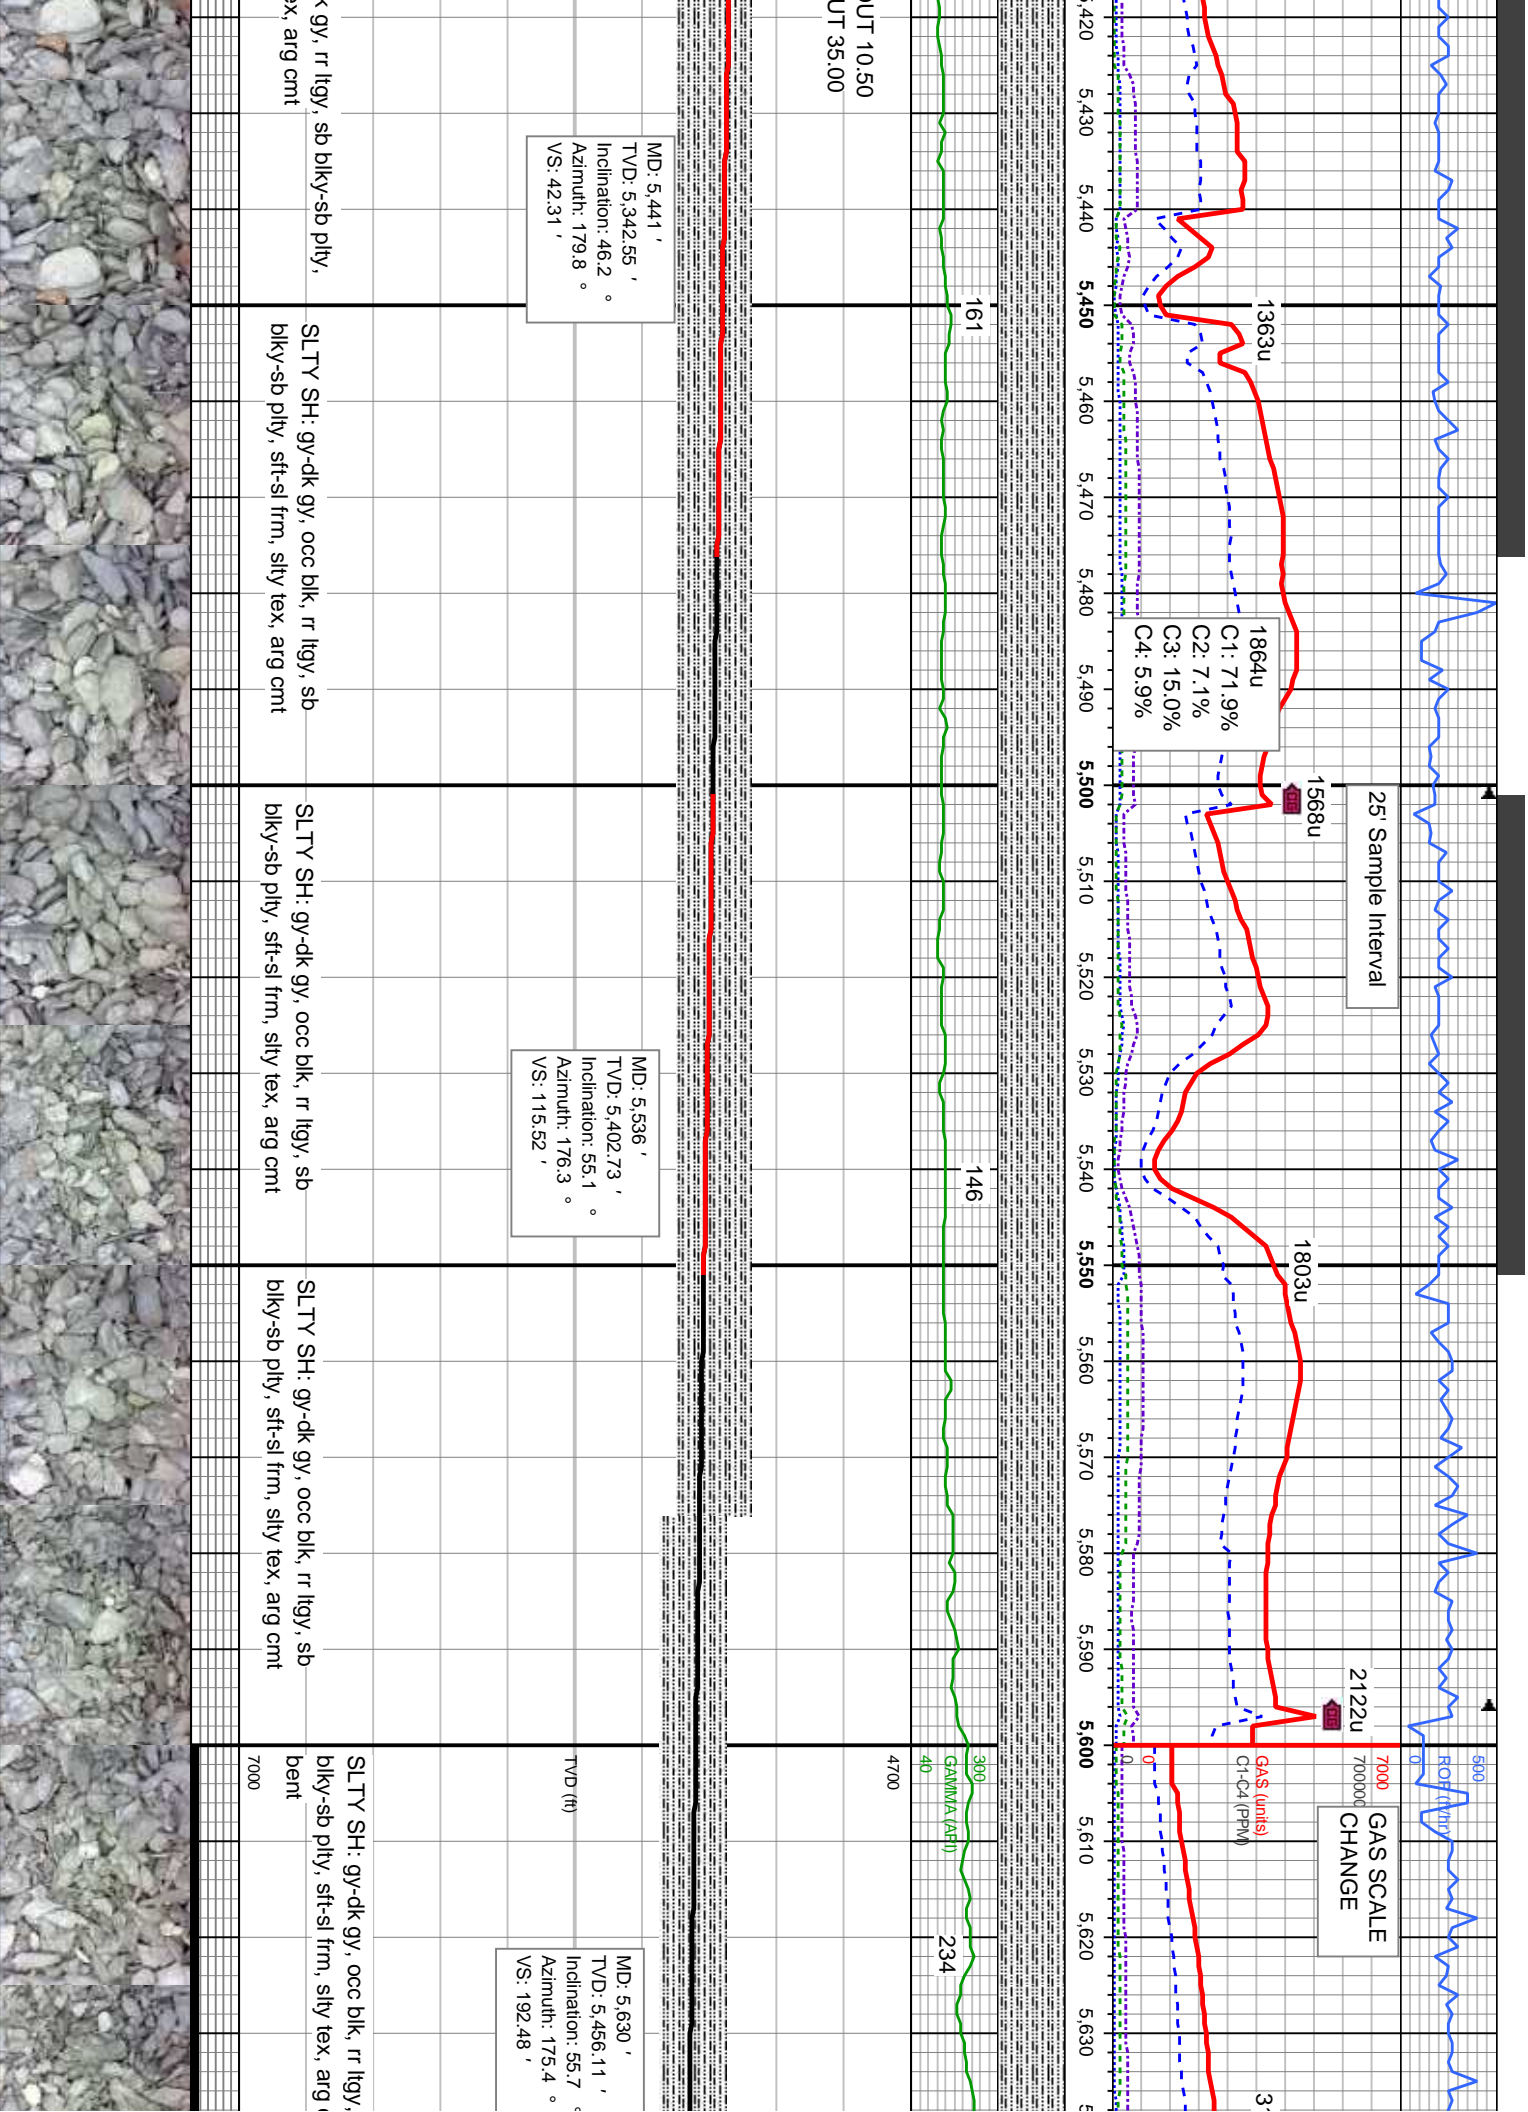 5,420
5,430
5,440
5,450
5,460
5,470
5,480
5,490
5,500
5,510
5,520
5,530
5,540
5,550
5,560
5,570
5,580
5,590
5,600
5,610
5,620
5,630
1363u
1864u
C1: 71.9%
C2: 7.1%
C3: 15.0%
C4: 5.9%
1568u
25' Sample Interval
1803u
2122u
500
ROP (ft/hr)
0
GAS SCALE
CHANGE
7000
700000
GAS (units)
C1-C4 (PPM)
0
0
161
146
234
300
GAMMA (API)
40
OUT 10.50
UT 35.00
4700
TVD (ft)
7000
MD: 5,441 '
TVD: 5,342.55 '
Inclination: 46.2 °
Azimuth: 179.8 °
VS: 42.31 '
MD: 5,536 '
TVD: 5,402.73 '
Inclination: 55.1 °
Azimuth: 176.3 °
VS: 115.52 '
MD: 5,630 '
TVD: 5,456.11 '
Inclination: 55.7 °
Azimuth: 175.4 °
VS: 192.48 '
k gy, rr ltgy, sb blky-sb plty,
ex, arg cmt
SLTY SH: gy-dk gy, occ blk, rr ltgy, sb
blky-sb plty, sft-sl frm, slty tex, arg cmt
SLTY SH: gy-dk gy, occ blk, rr ltgy, sb
blky-sb plty, sft-sl frm, slty tex, arg cmt
SLTY SH: gy-dk gy, occ blk, rr ltgy, sb
blky-sb plty, sft-sl frm, slty tex, arg cmt
SLTY SH: gy-dk gy, occ blk, rr ltgy,
blky-sb plty, sft-sl frm, slty tex, arg
bent